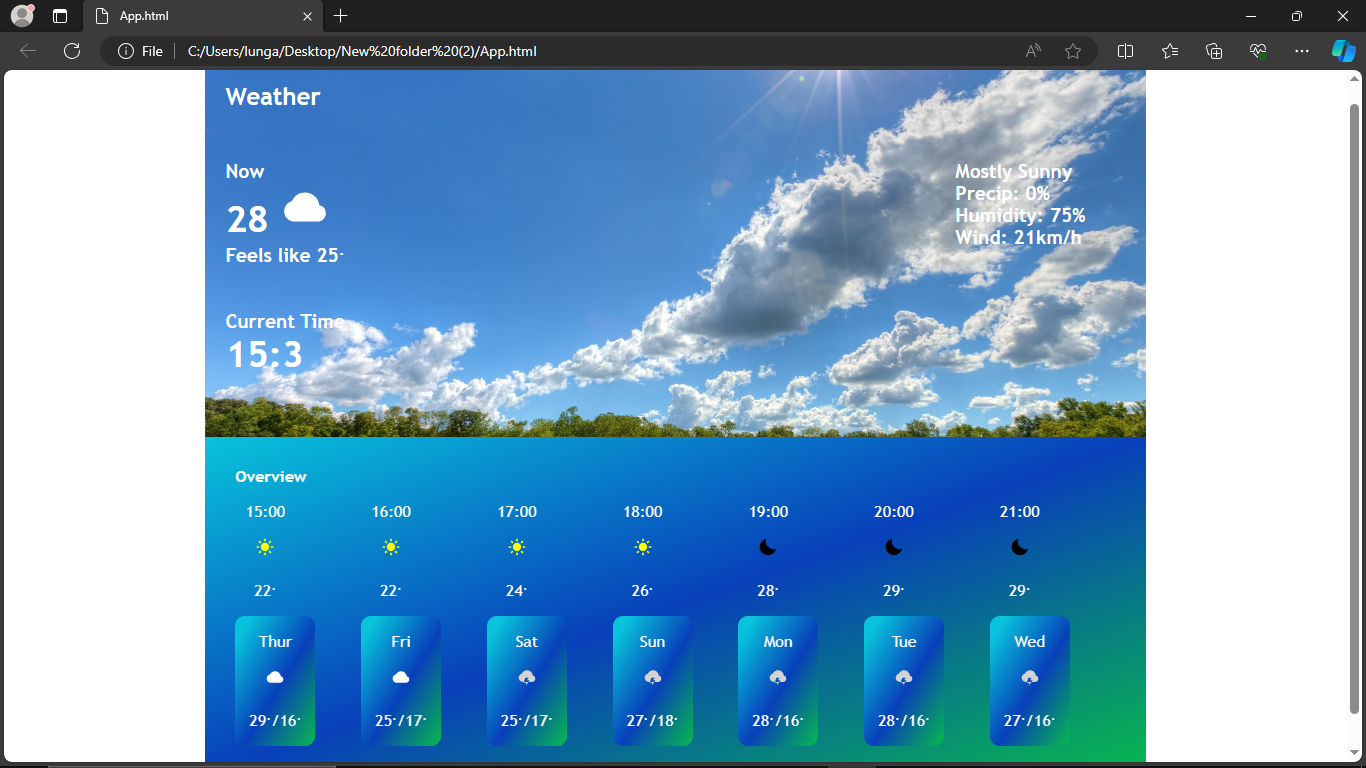 App.html
File
C:/Users/lunga/Desktop/New%20folder%20(2)/App.html
Weather
Now
28
Feels like 25·
Mostly Sunny
Precip: 0%
Humidity: 75%
Wind: 21km/h
Current Time
15:3
Overview
15:00 16:00 17:00 18:00 19:00 20:00 21:00
22· 22· 24· 26· 28· 29· 29·
Thur Fri Sat Sun Mon Tue Wed
29·/16· 25·/17· 25·/17· 27·/18· 28·/16· 28·/16· 27·/16·